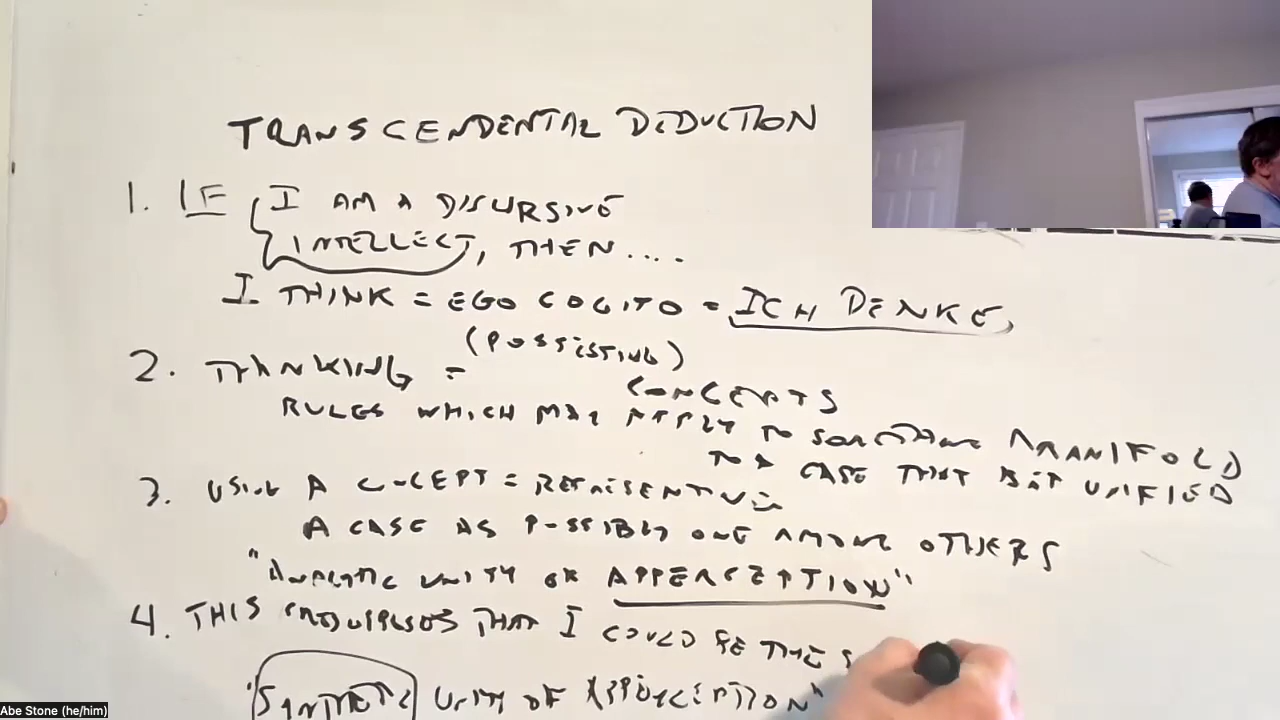 TRANSCENDENTAL DEDUCTION
1. IF I AM A DISCURSIVE
INTELLECT, THEN....
I THINK = EGO COGITO = ICH DENKE,
(POSSESSING)
2. THINKING =
CONCEPTS
RULES WHICH MAY APPLY TO SOMETHING MANIFOLD
TO A CASE THAT UNIFIED
3. USING A CONCEPT = REPRESENTING
A CASE AS POSSIBLY ONE AMONG OTHERS
"ANALYTIC UNITY OF APPERCEPTION"
4. THIS PRESUPPOSES THAT I COULD BE THE S
"SYNTHETIC UNITY OF APPERCEPTION"
Abe Stone (he/him)